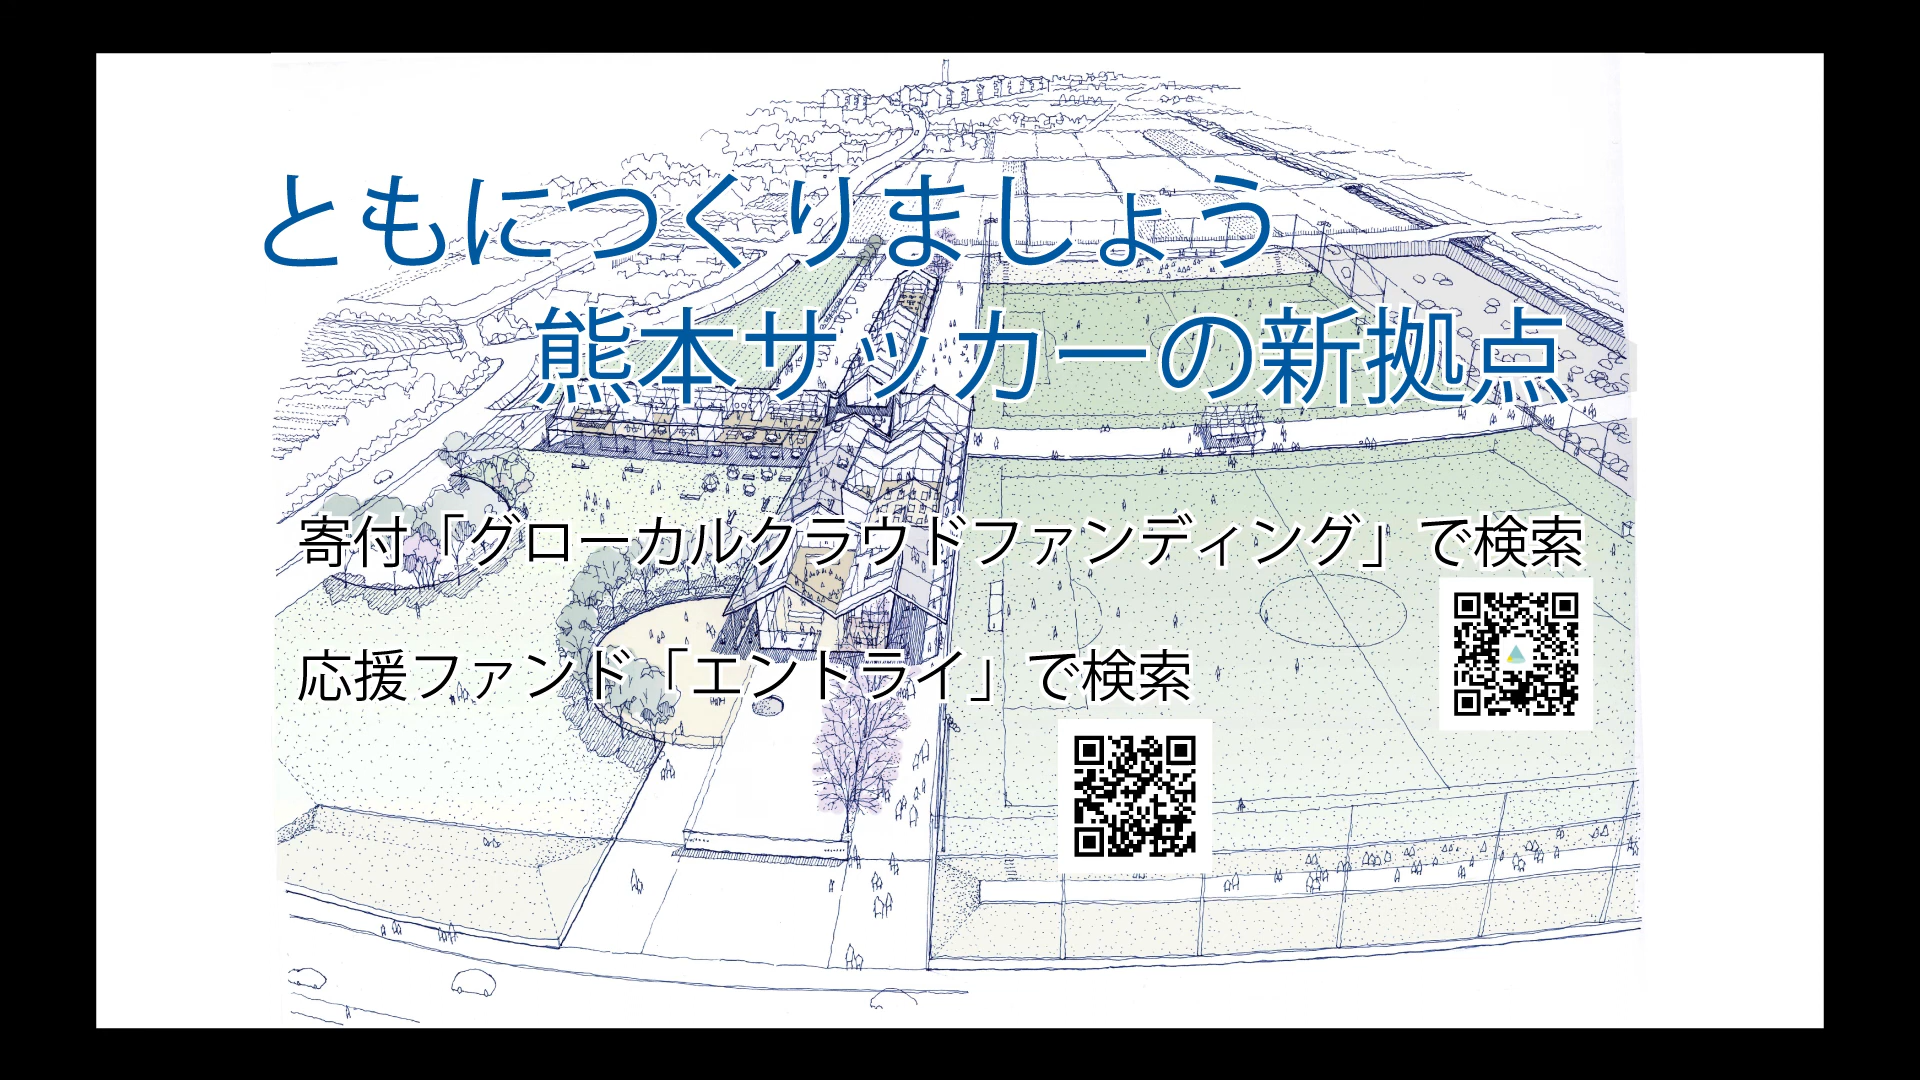 ともにつくりましょう
熊本サッカーの新拠点
寄付「グローカルクラウドファンディング」で検索
応援ファンド「エントライ」で検索